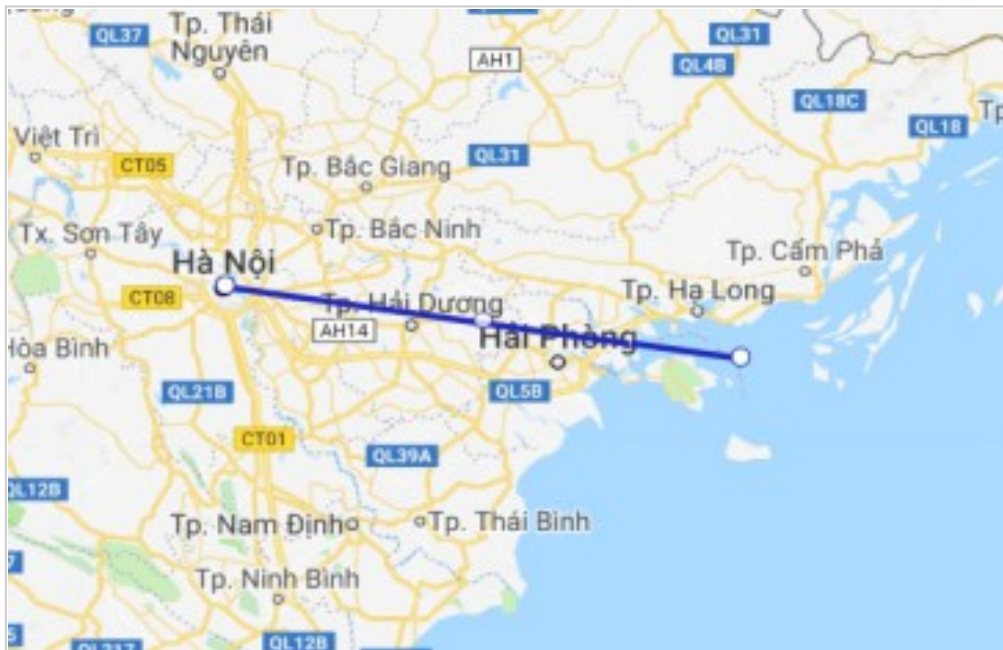 QL37
Tp. Thái
Nguyên
AH1
QL31
QL4B
QL18C
QL18
Tp
Việt Trì
CT05
Tp. Bắc Giang
QL31
Tx. Sơn Tây
Tp. Bắc Ninh
Hà Nội
Tp. Cẩm Phả
CT08
Tp. Hải Dương
Tp. Hạ Long
AH14
Hải Phòng
Hòa Bình
QL21B
QL5B
CT01
QL39A
QL12B
Tp. Nam Định
Tp. Thái Bình
Tp. Ninh Bình
QL12B
QL217